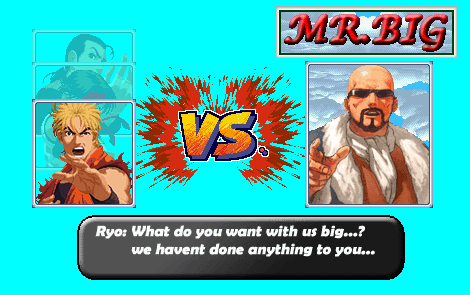 MR.BIG
VS.
Ryo: What do you want with us big...?
we havent done anything to you...